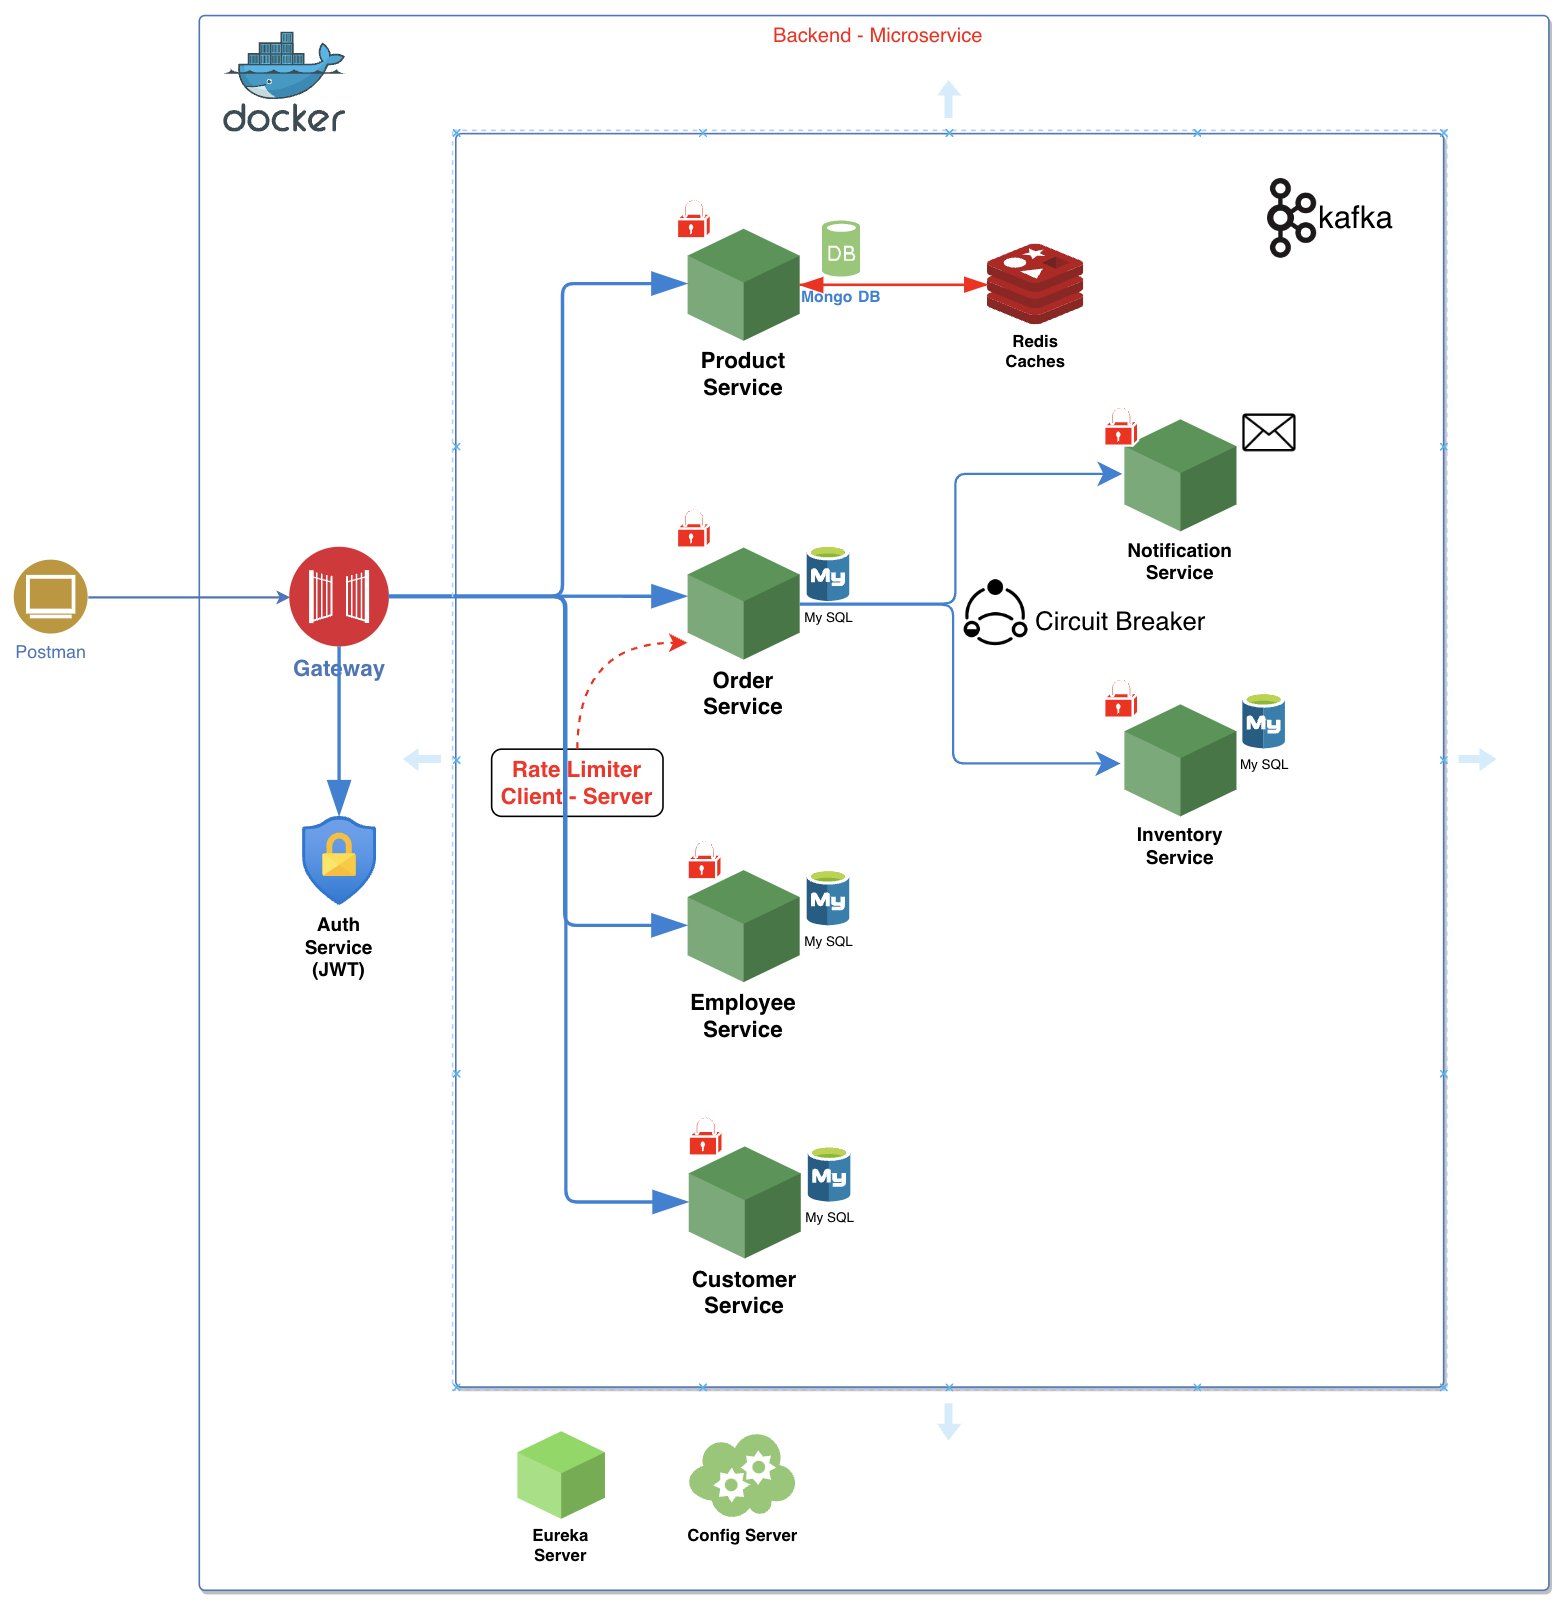 Backend - Microservice
docker
kafka
DB
Mongo DB
Product
Service
Redis
Caches
Notification
Service
My
My SQL
Circuit Breaker
Order
Service
Postman
Gateway
Rate Limiter
Client - Server
My
My SQL
Inventory
Service
Auth
Service
(JWT)
My
My SQL
Employee
Service
My
My SQL
Customer
Service
Eureka
Server
Config Server